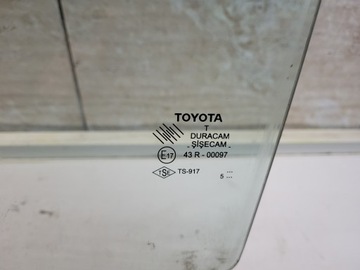 TOYOTA
T
DURACAM
- ŞİŞECAM -
E17 43 R - 00097
TSE TS-917 ...
5 ...